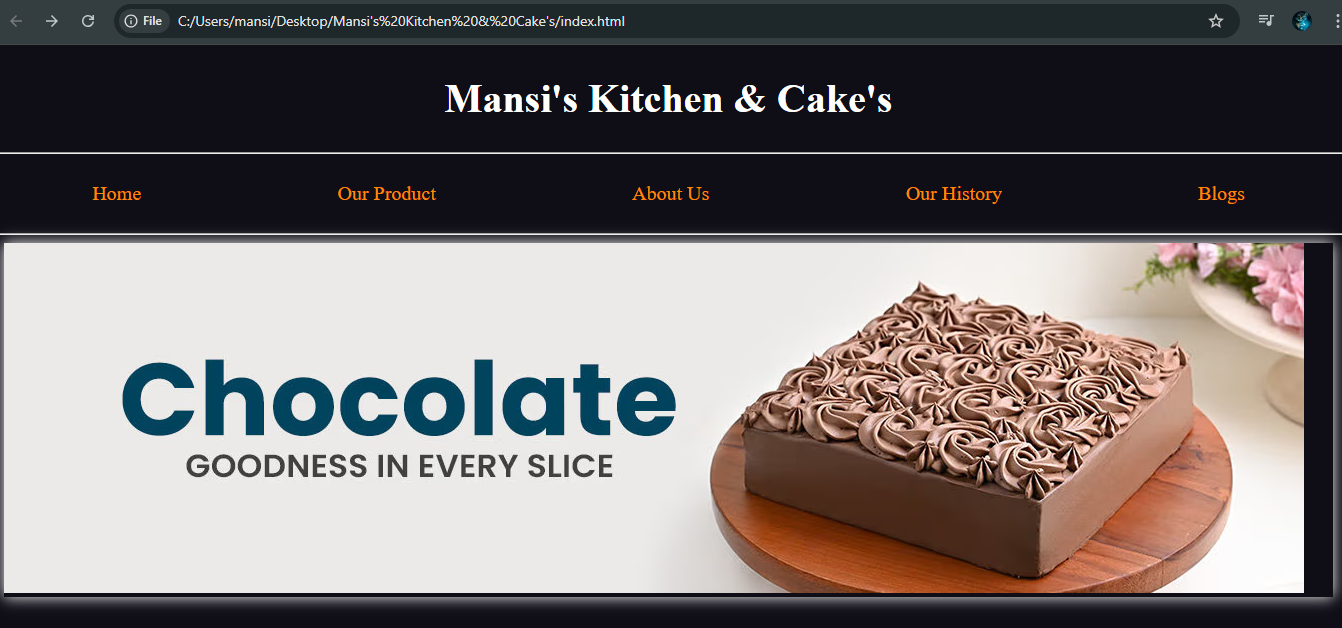 File C:/Users/mansi/Desktop/Mansi's%20Kitchen%20&%20Cake's/index.html
Mansi's Kitchen & Cake's
Home Our Product About Us Our History Blogs
Chocolate
GOODNESS IN EVERY SLICE